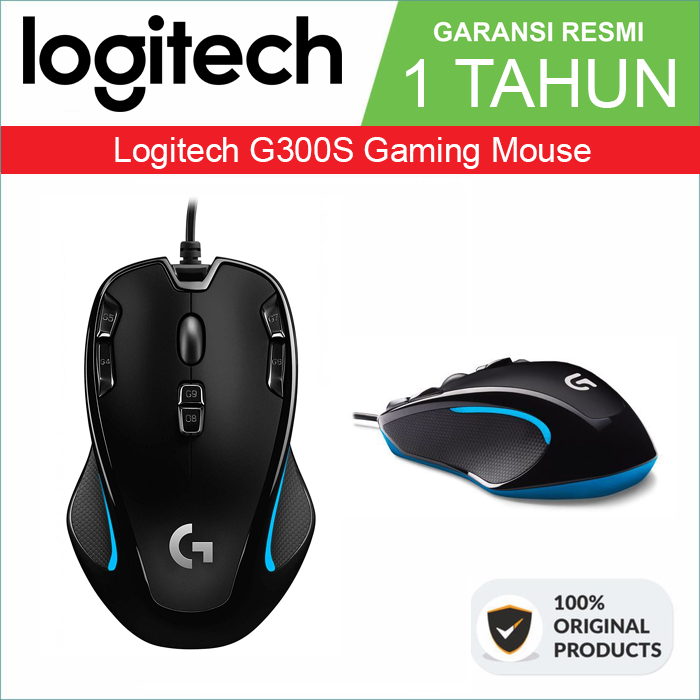 logitech
GARANSI RESMI
1 TAHUN
Logitech G300S Gaming Mouse
G5
G7
G4
G6
G9
G8
G
G
100%
ORIGINAL
PRODUCTS